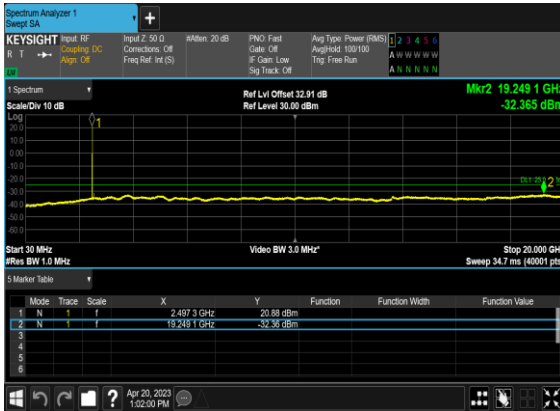 Spectrum Analyzer 1
Swept SA
+
KEYSIGHT Input: RF
R T Coupling: DC
Align: Off
Input Z: 50 Ω
Corrections: Off
Freq Ref: Int (S)
#Atten: 20 dB
PNO: Fast
Gate: Off
IF Gain: Low
Sig Track: Off
Avg Type: Power (RMS)
Avg|Hold: 100/100
Trig: Free Run
1 2 3 4 5 6
A W W W W W
A N N N N N
1 Spectrum
Scale/Div 10 dB
Ref Lvl Offset 32.91 dB
Ref Level 30.00 dBm
Mkr2 19.249 1 GHz
-32.365 dBm
Log
20.0
10.0
0.00
-10.0
-20.0
-30.0
-40.0
-50.0
-60.0
1
2
Start 30 MHz
#Res BW 1.0 MHz
Video BW 3.0 MHz*
Stop 20.000 GH
Sweep 34.7 ms (40001 pts
5 Marker Table
Mode Trace Scale X Y Function Function Width Function Value
1 N 1 f 2.497 3 GHz 20.88 dBm
2 N 1 f 19.249 1 GHz -32.36 dBm
3
4
5
6
? Apr 20, 2023
1:02:00 PM